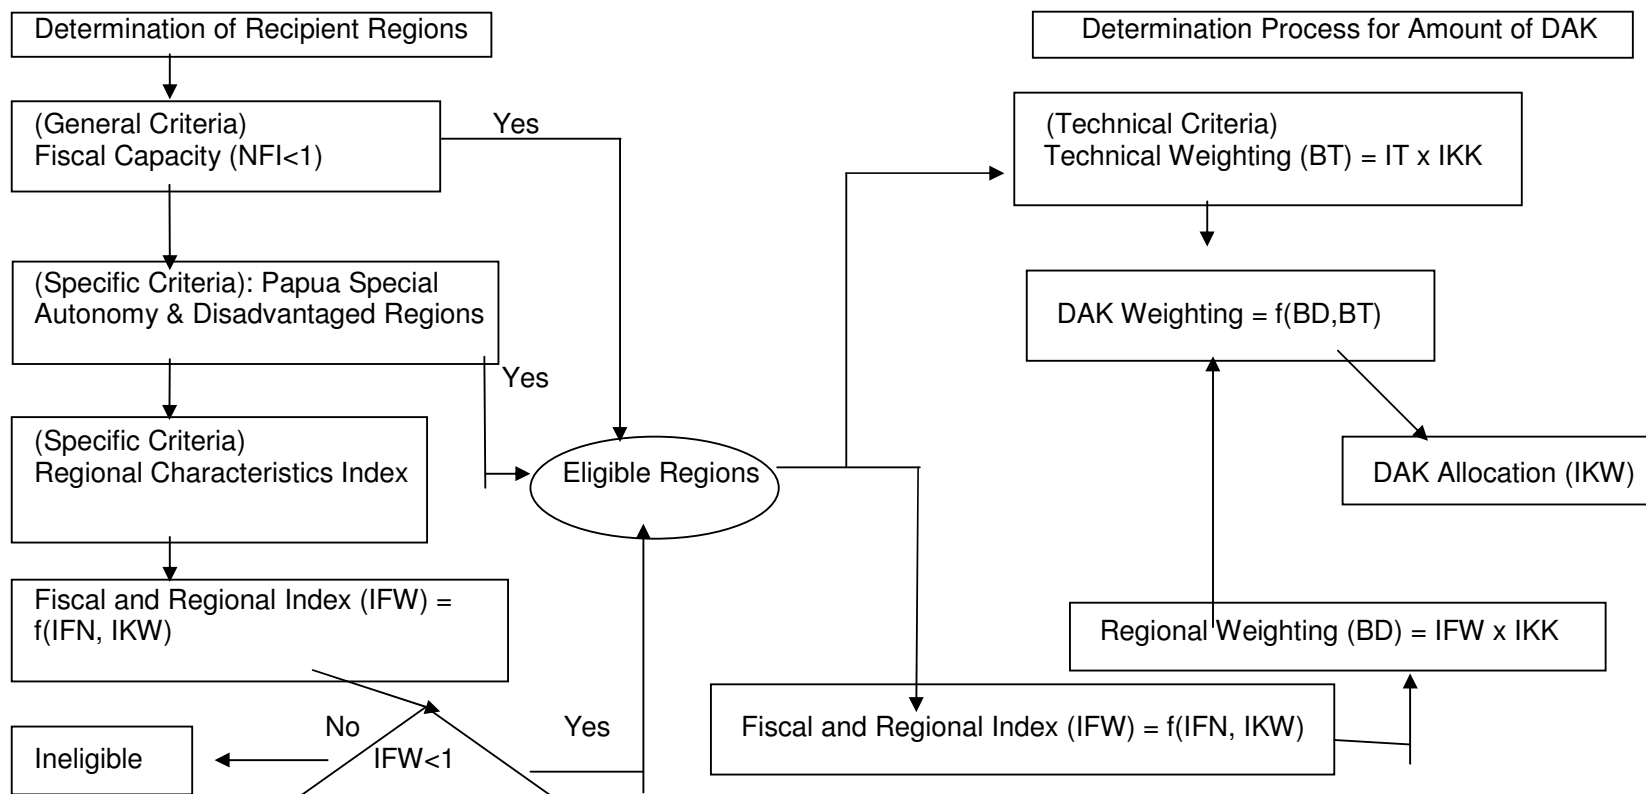 Determination of Recipient Regions
Determination Process for Amount of DAK
(General Criteria)
Fiscal Capacity (NFI<1)
Yes
(Technical Criteria)
Technical Weighting (BT) = IT x IKK
(Specific Criteria): Papua Special
Autonomy & Disadvantaged Regions
Yes
DAK Weighting = f(BD,BT)
(Specific Criteria)
Regional Characteristics Index
Eligible Regions
DAK Allocation (IKW)
Fiscal and Regional Index (IFW) =
f(IFN, IKW)
Regional Weighting (BD) = IFW x IKK
No
Yes
Fiscal and Regional Index (IFW) = f(IFN, IKW)
Ineligible
IFW<1